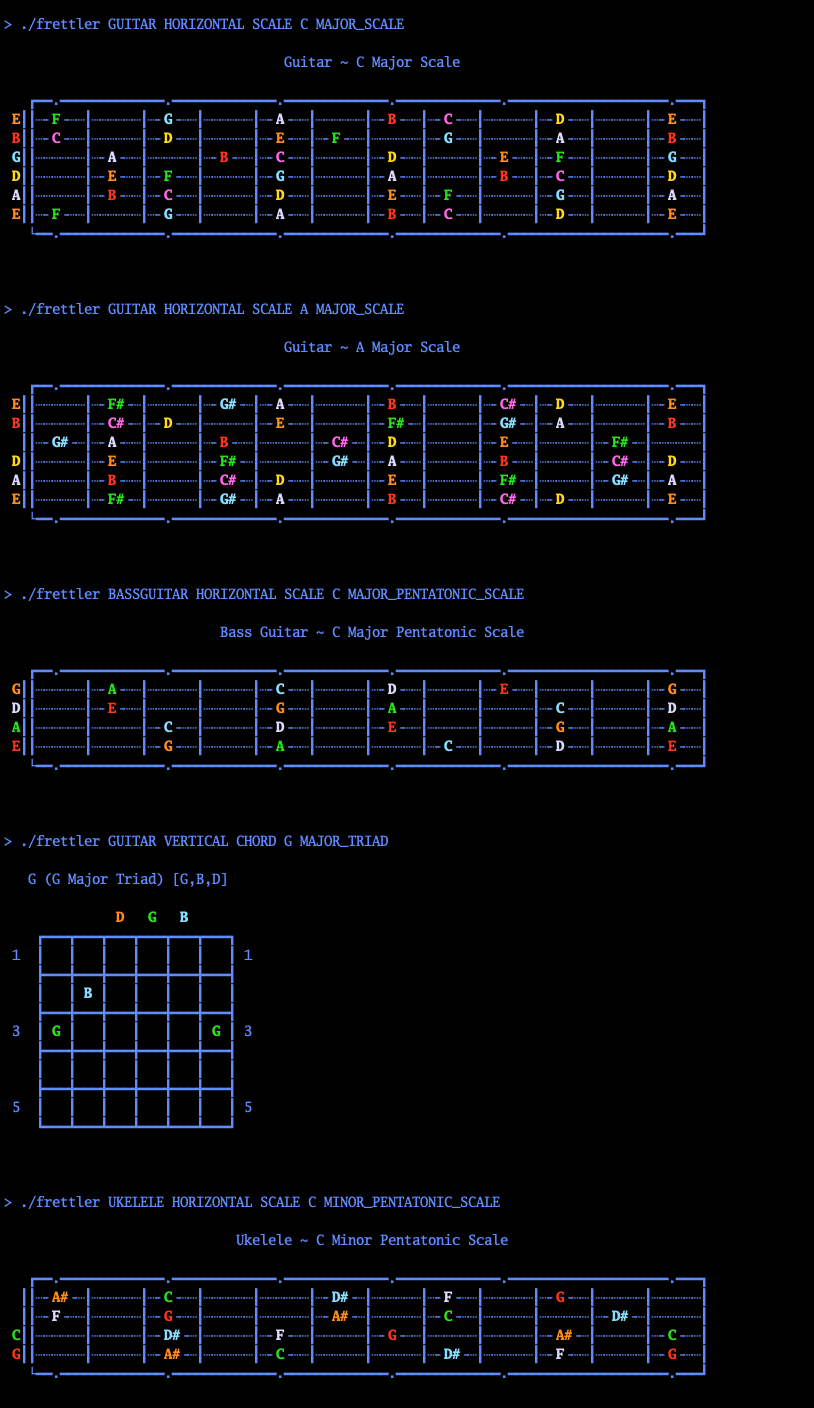 > ./frettler GUITAR HORIZONTAL SCALE C MAJOR_SCALE
Guitar ~ C Major Scale
E F G A B C D E
B C D E F G A B
G A B C D E F G
D E F G A B C D
A B C D E F G A
E F G A B C D E
> ./frettler GUITAR HORIZONTAL SCALE A MAJOR_SCALE
Guitar ~ A Major Scale
E F# G# A B C# D E
B C# D E F# G# A B
G# A B C# D E F#
D E F# G# A B C# D
A B C# D E F# G# A
E F# G# A B C# D E
> ./frettler BASSGUITAR HORIZONTAL SCALE C MAJOR_PENTATONIC_SCALE
Bass Guitar ~ C Major Pentatonic Scale
G A C D E G
D E G A C D
A C D E G A
E G A C D E
> ./frettler GUITAR VERTICAL CHORD G MAJOR_TRIAD
G (G Major Triad) [G,B,D]
D G B
1 1
B
3 G G 3
5 5
> ./frettler UKELELE HORIZONTAL SCALE C MINOR_PENTATONIC_SCALE
Ukelele ~ C Minor Pentatonic Scale
A# C D# F G
F G A# C D#
C D# F G A# C
G A# C D# F G